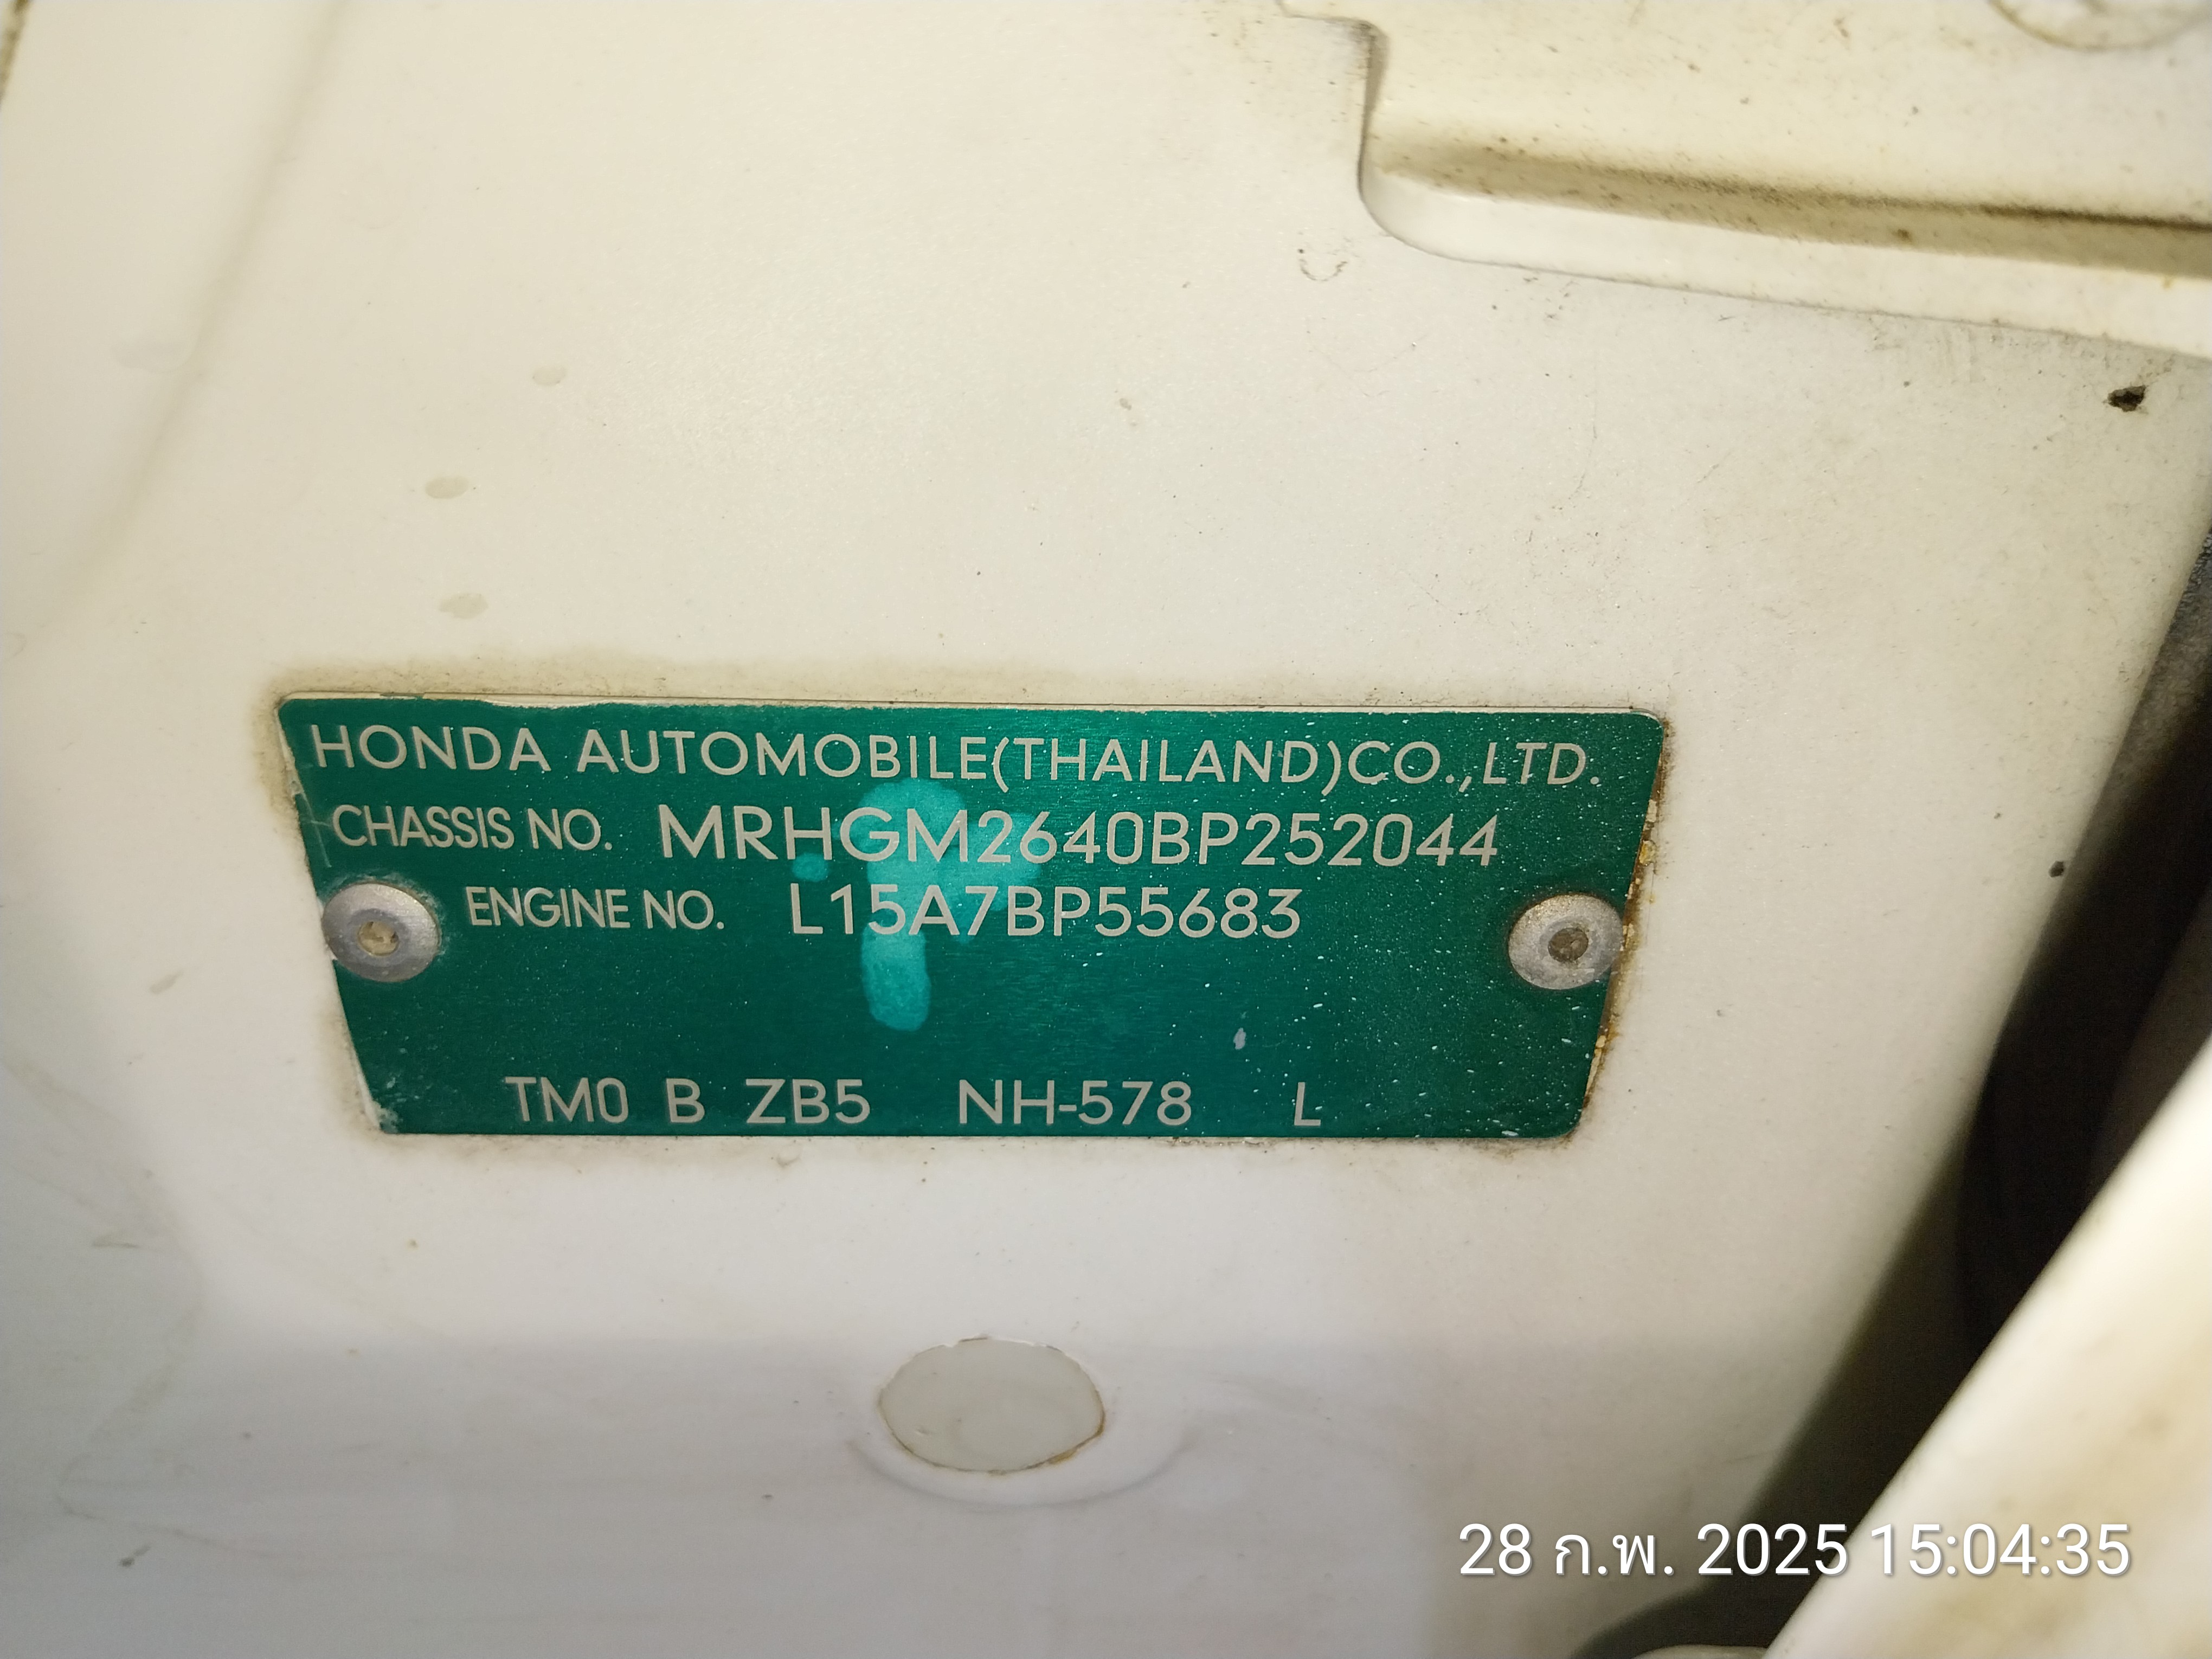 HONDA AUTOMOBILE(THAILAND)CO.,LTD.
CHASSIS NO. MRHGM2640BP252044
ENGINE NO. L15A7BP55683
TM0 B ZB5 NH-578 L
28 ก.พ. 2025 15:04:35